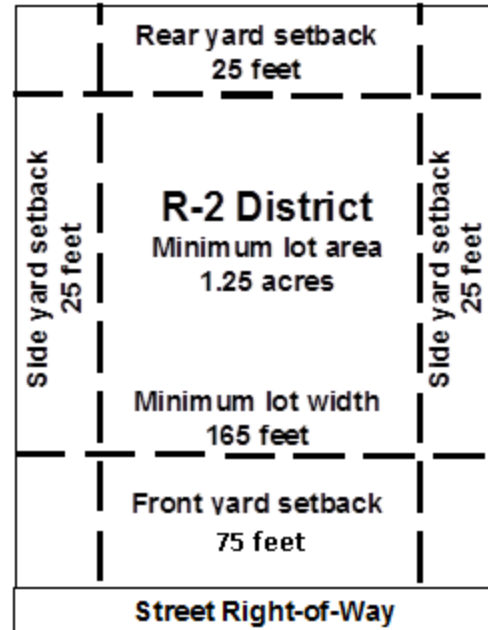 Rear yard setback
25 feet
Side yard setback
25 feet
R-2 District
Minimum lot area
1.25 acres
Side yard setback
25 feet
Minimum lot width
165 feet
Front yard setback
75 feet
Street Right-of-Way